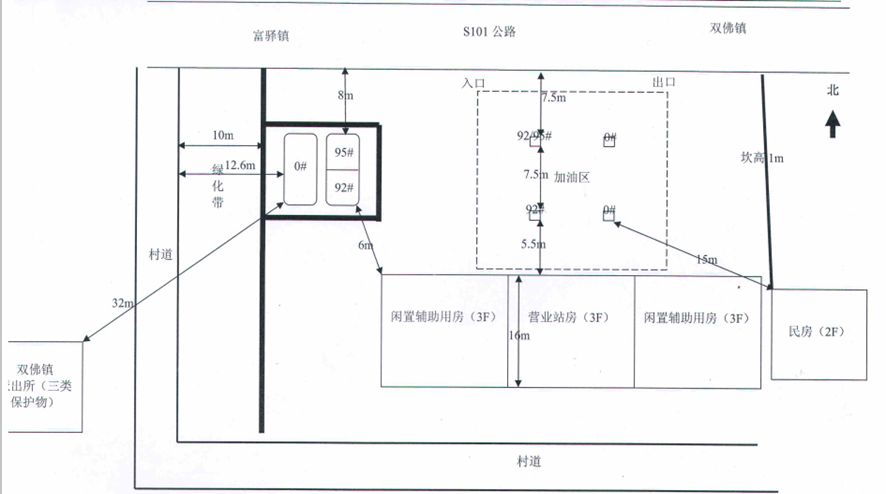 富驿镇
S101 公路
双佛镇
入口
出口
北
8m
7.5m
10m
92/95#
0#
坎高 1m
12.6m
绿
化
带
0#
95#
92#
7.5m
加油区
92#
0#
6m
5.5m
15m
村道
32m
闲置辅助用房（3F）
营业站房（3F）
闲置辅助用房（3F）
16m
民房（2F）
双佛镇
出所（三类
保护物）
村道